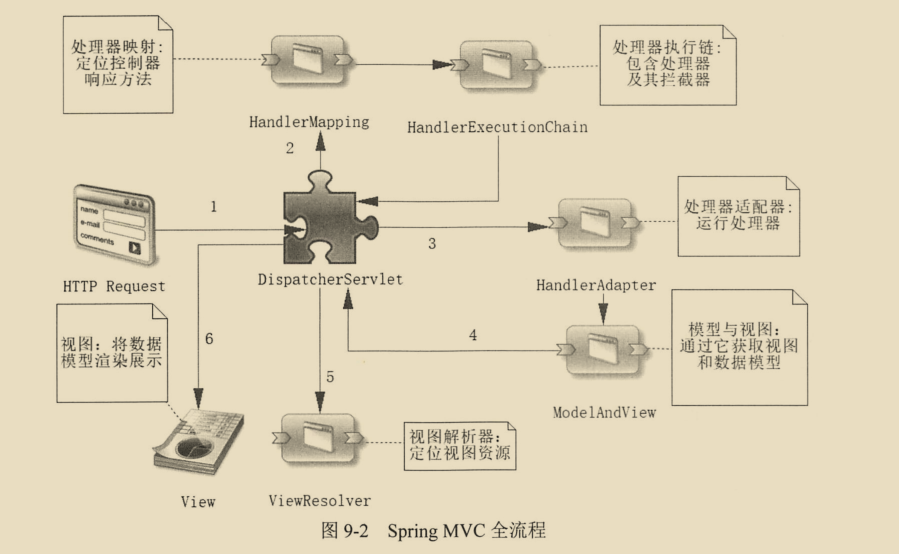 处理器映射:
定位控制器
响应方法
处理器执行链:
包含处理器
及其拦截器
HandlerMapping
HandlerExecutionChain
2
1
name
e-mail
comments
HTTP Request
DispatcherServlet
3
处理器适配器:
运行处理器
HandlerAdapter
视图: 将数据
模型渲染展示
6
5
4
模型与视图:
通过它获取视图
和数据模型
ModelAndView
视图解析器:
定位视图资源
View
ViewResolver
图 9-2 Spring MVC 全流程